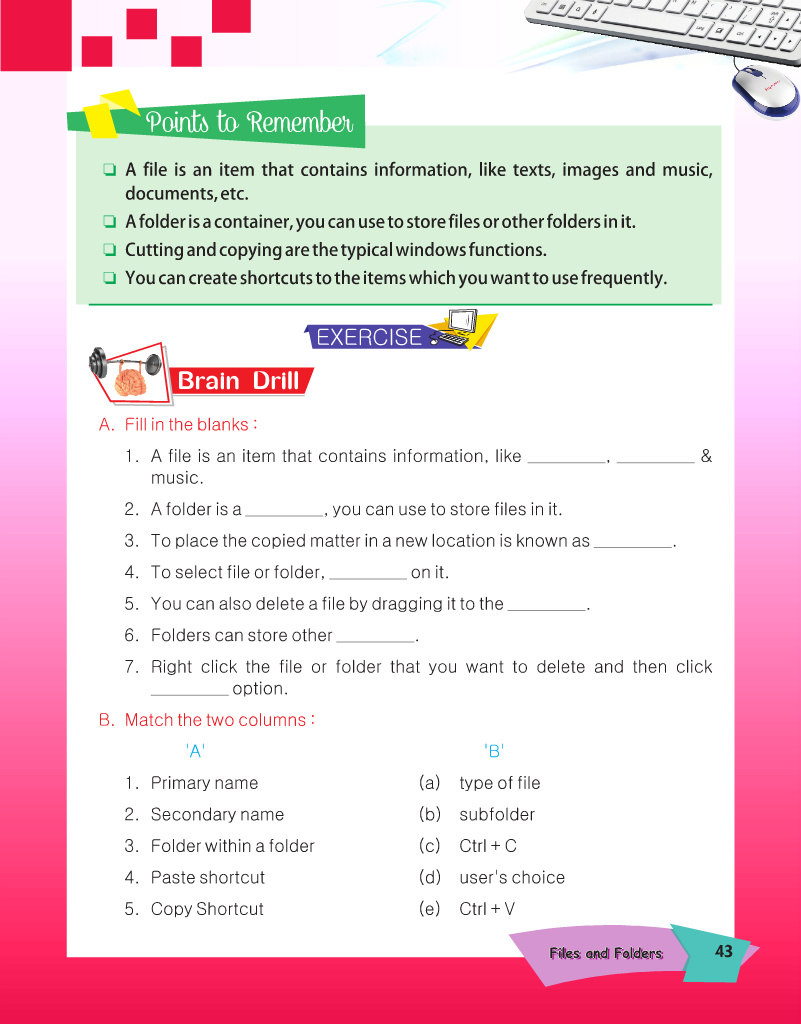 Points to Remember
❏ A file is an item that contains information, like texts, images and music,
documents, etc.
❏ A folder is a container, you can use to store files or other folders in it.
❏ Cutting and copying are the typical windows functions.
❏ You can create shortcuts to the items which you want to use frequently.
EXERCISE
Brain Drill
A. Fill in the blanks :
1. A file is an item that contains information, like _________, _________ &
music.
2. A folder is a _________, you can use to store files in it.
3. To place the copied matter in a new location is known as _________.
4. To select file or folder, _________ on it.
5. You can also delete a file by dragging it to the _________.
6. Folders can store other _________.
7. Right click the file or folder that you want to delete and then click
_________ option.
B. Match the two columns :
'A' 'B'
1. Primary name (a) type of file
2. Secondary name (b) subfolder
3. Folder within a folder (c) Ctrl + C
4. Paste shortcut (d) user's choice
5. Copy Shortcut (e) Ctrl + V
Files and Folders 43